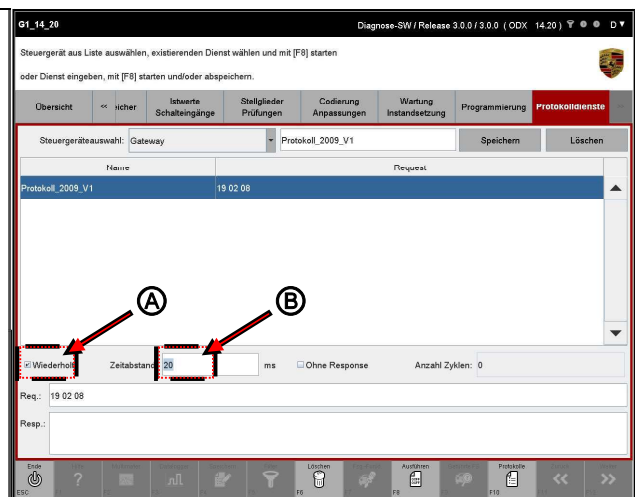 G1_14_20
Diagnose-SW / Release 3.0.0 / 3.0.0 ( ODX 14.20 ) D
Steuergerät aus Liste auswählen, existierenden Dienst wählen und mit [F8] starten
oder Dienst eingeben, mit [F8] starten und/oder abspeichern.
Übersicht
<< icher
Istwerte
Schalteingänge
Stellglieder
Prüfungen
Codierung
Anpassungen
Wartung
Instandsetzung
Programmierung
Protokolldienste
Steuergeräteauswahl: Gateway Protokoll_2009_V1 Speichern Löschen
Name Request
Protokoll_2009_V1 19 02 08
A B
Wiederholt Zeitabstand 20 ms Ohne Response Anzahl Zyklen: 0
Req.: 19 02 08
Resp.:
Ende
ESC
?
Löschen
F6
Ausführen
F8
Protokolle
F10
<<
>>